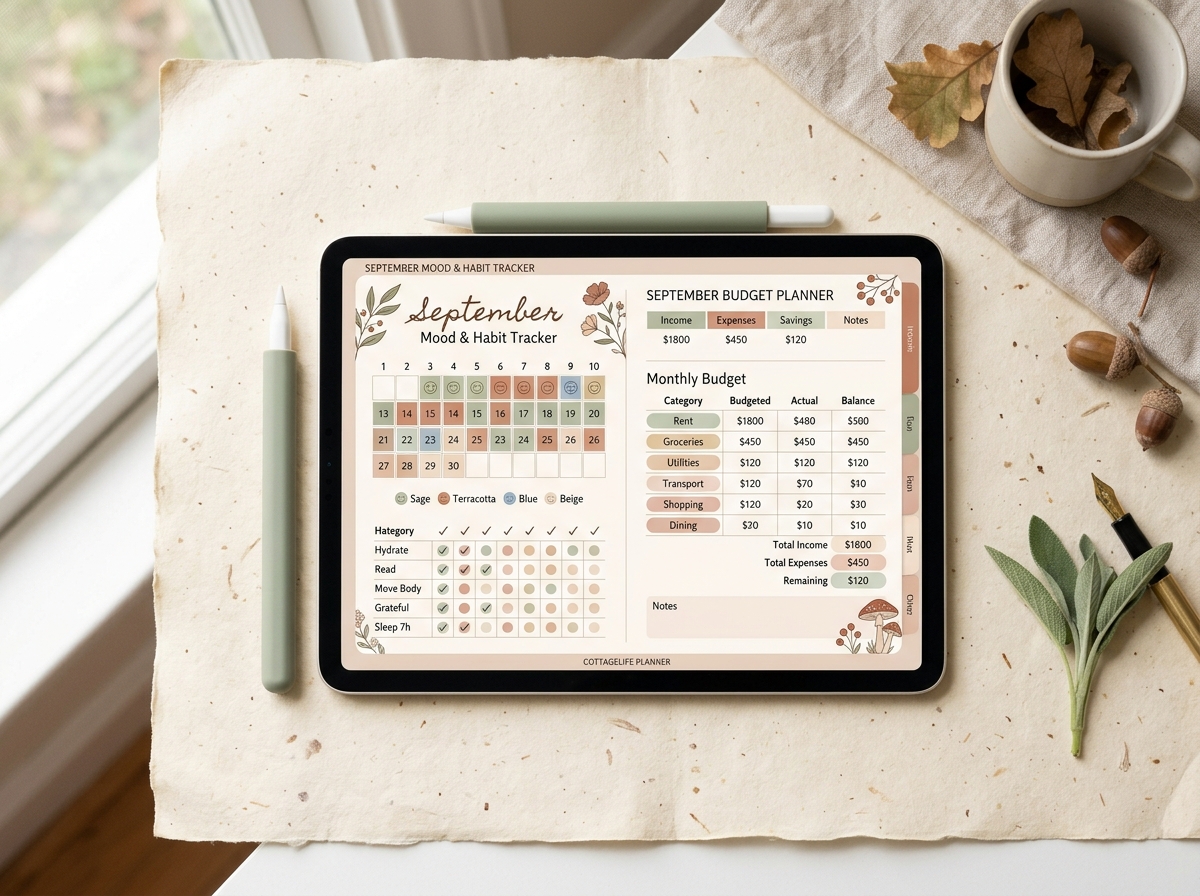 SEPTEMBER MOOD & HABIT TRACKER
September
Mood & Habit Tracker
1 2 3 4 5 6 7 8 9 10
13 14 15 14 15 16 17 18 19 20
21 22 23 24 25 23 24 25 26 26
27 28 29 30
Sage Terracotta Blue Beige
Hategory ✓ ✓ ✓ ✓ ✓ ✓ ✓ ✓
Hydrate
Read
Move Body
Grateful
Sleep 7h
SEPTEMBER BUDGET PLANNER
Income Expenses Savings Notes
$1800 $450 $120
Monthly Budget
Category Budgeted Actual Balance
Rent $1800 $480 $500
Groceries $450 $450 $450
Utilities $120 $120 $120
Transport $120 $70 $10
Shopping $120 $20 $30
Dining $20 $10 $10
Total Income $1800
Total Expenses $450
Remaining $120
Notes
COTTAGELIFE PLANNER